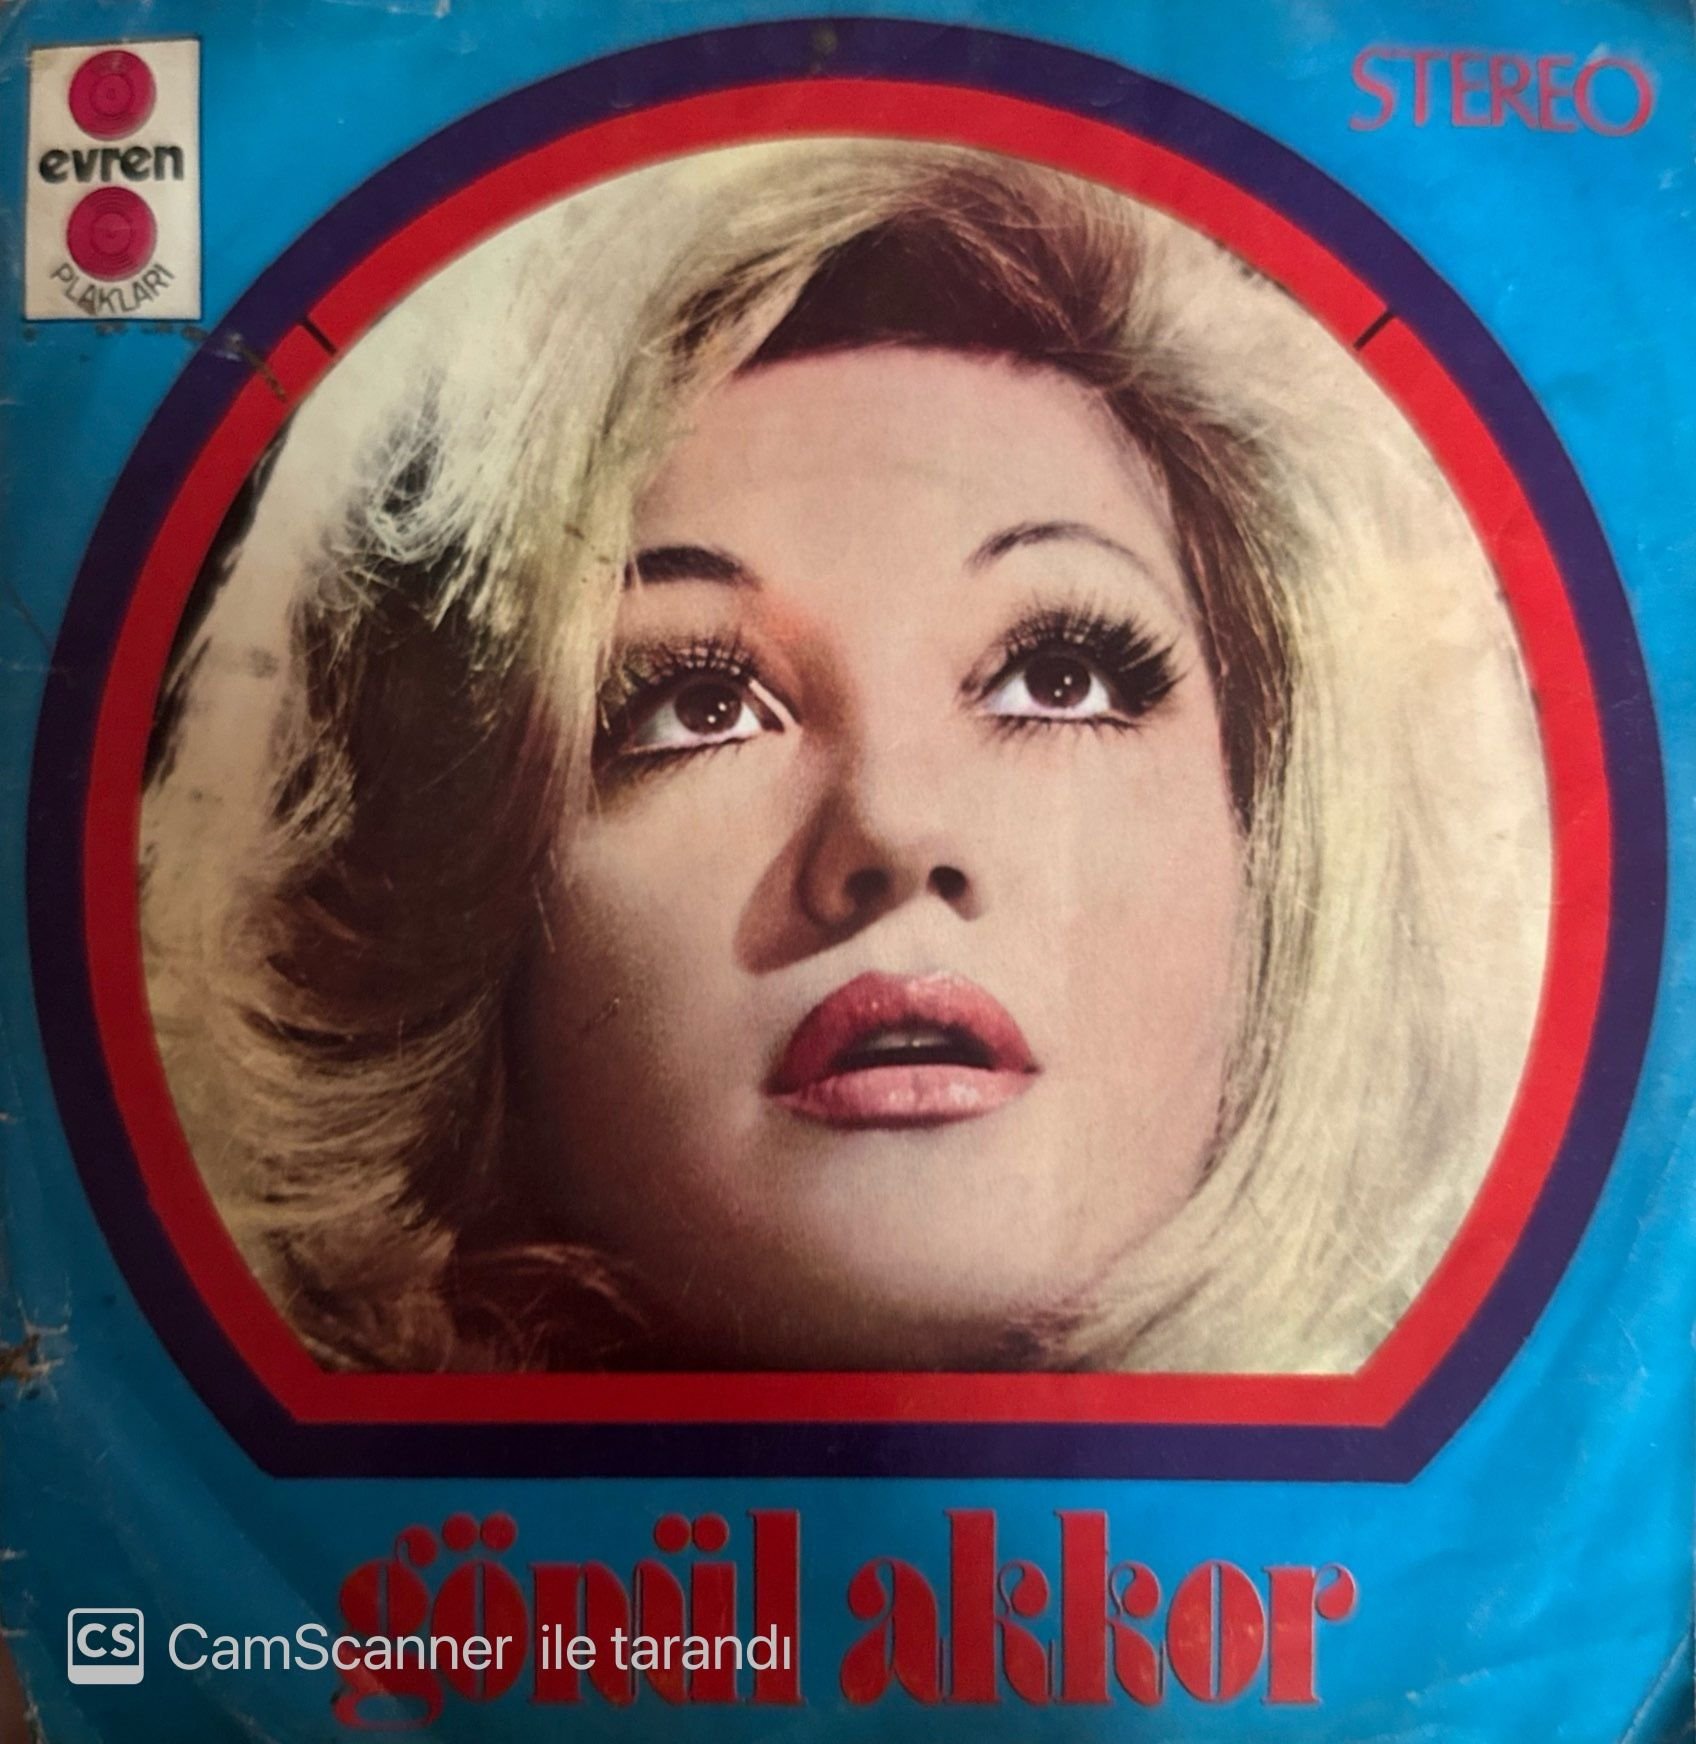 evren
PLAKLARI
STEREO
gönül akkor
CS CamScanner ile tarandı